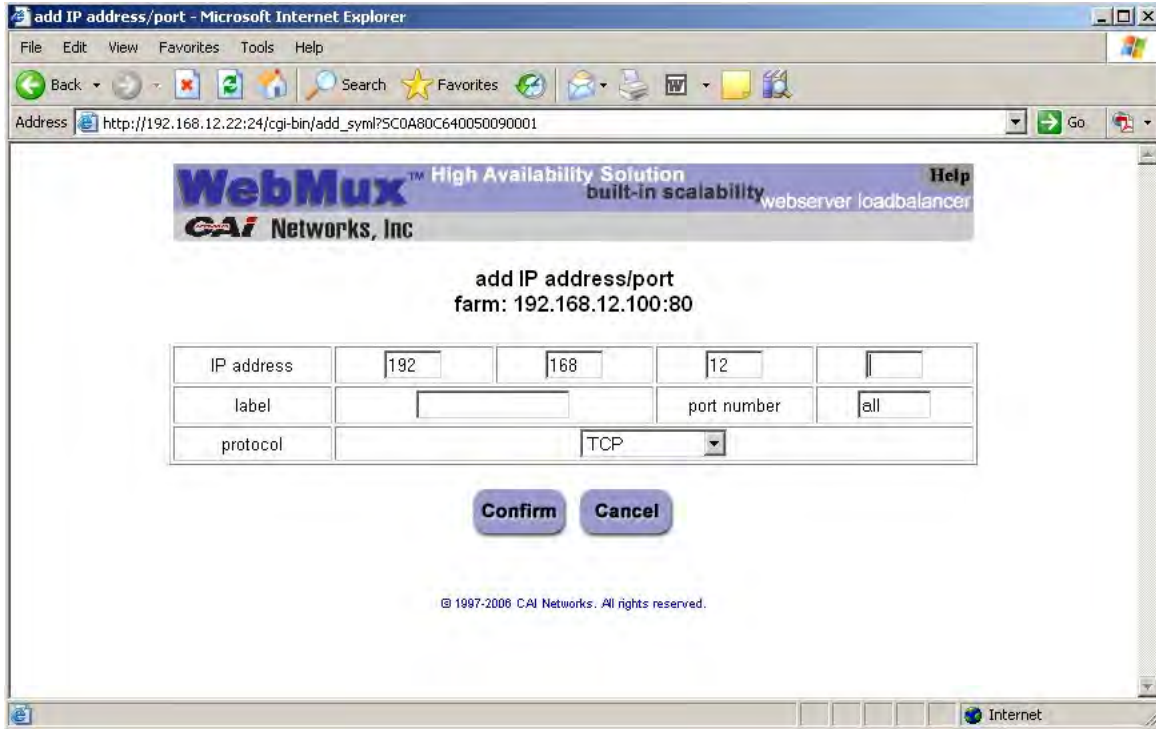 add IP address/port - Microsoft Internet Explorer
File Edit View Favorites Tools Help
Back Search Favorites
Address http://192.168.12.22:24/cgi-bin/add_syml?5C0A80C640050090001 Go
WebMux™ High Availability Solution Help
built-in scalability
webserver loadbalancer
CAI Networks, Inc
add IP address/port
farm: 192.168.12.100:80
IP address 192 168 12
label port number all
protocol TCP
Confirm Cancel
© 1997-2006 CAI Networks. All rights reserved.
Internet